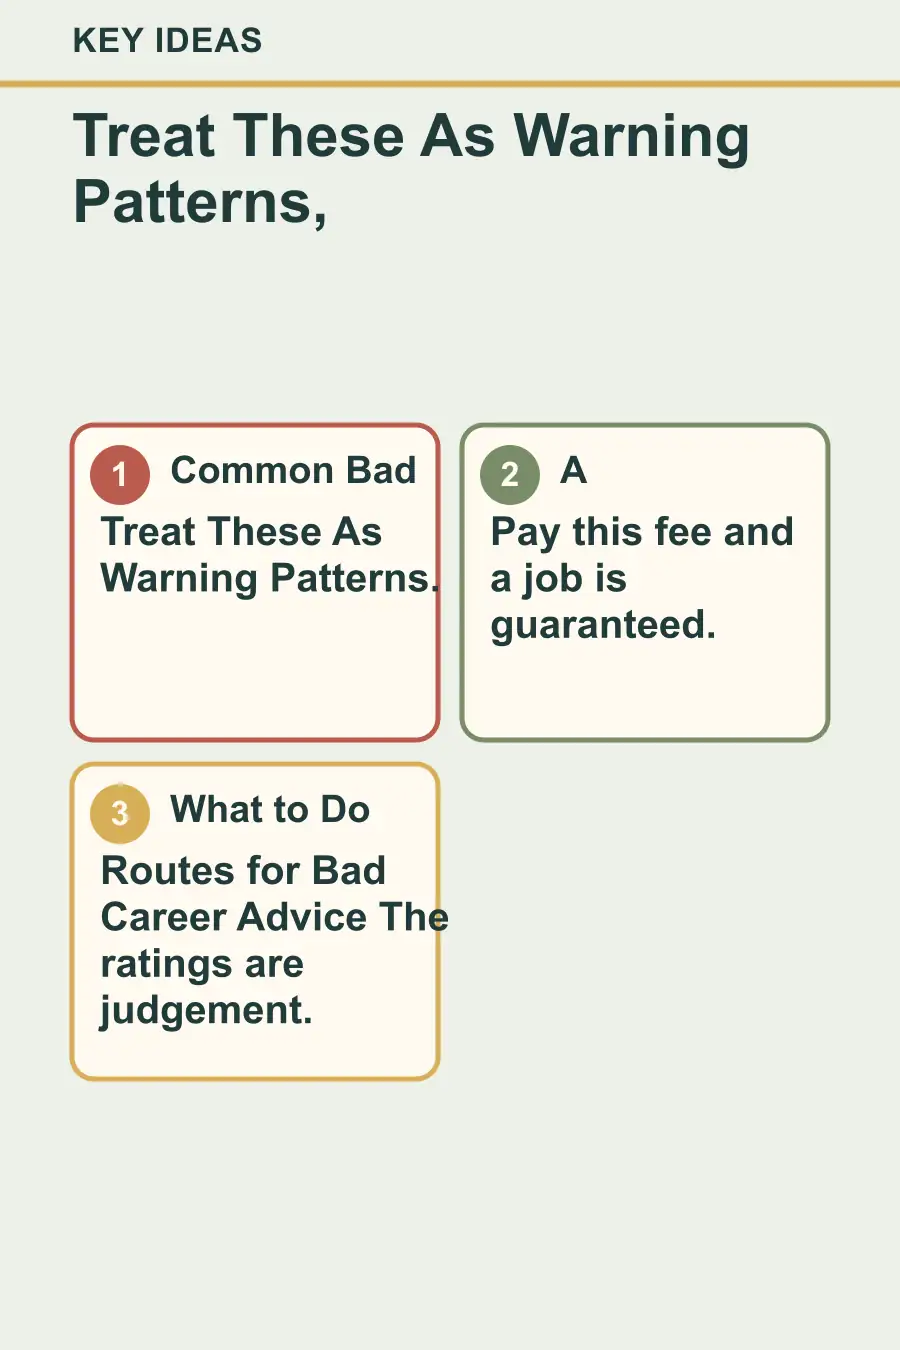 KEY IDEAS
Treat These As Warning
Patterns,
1 Common Bad
Treat These As
Warning Patterns.
2 A
Pay this fee and
a job is
guaranteed.
3 What to Do
Routes for Bad
Career Advice The
ratings are
judgement.